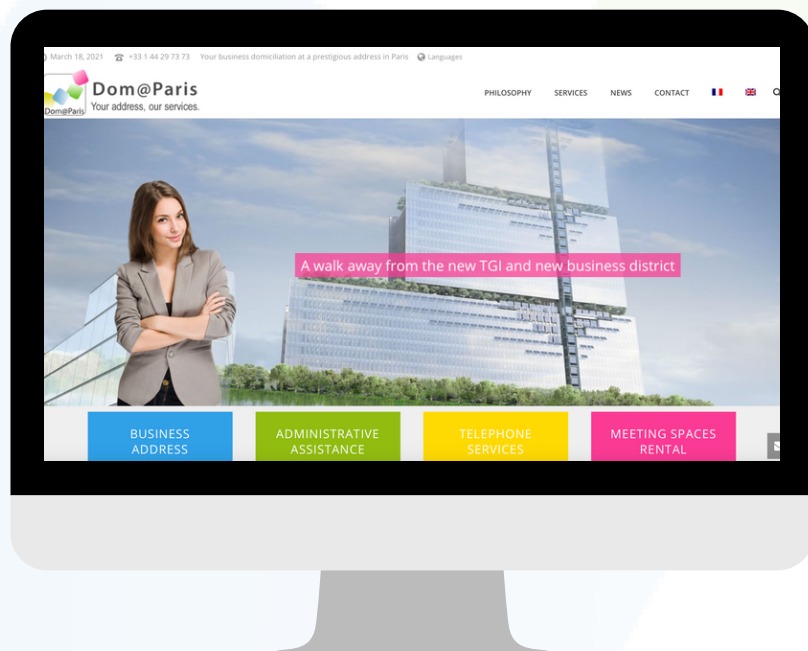 March 18, 2021 +33 1 44 29 73 73 Your business domiciliation at a prestigious address in Paris Languages
Dom@Paris
Your address, our services.
Dom@Paris
PHILOSOPHY SERVICES NEWS CONTACT
A walk away from the new TGI and new business district
BUSINESS
ADDRESS
ADMINISTRATIVE
ASSISTANCE
TELEPHONE
SERVICES
MEETING SPACES
RENTAL